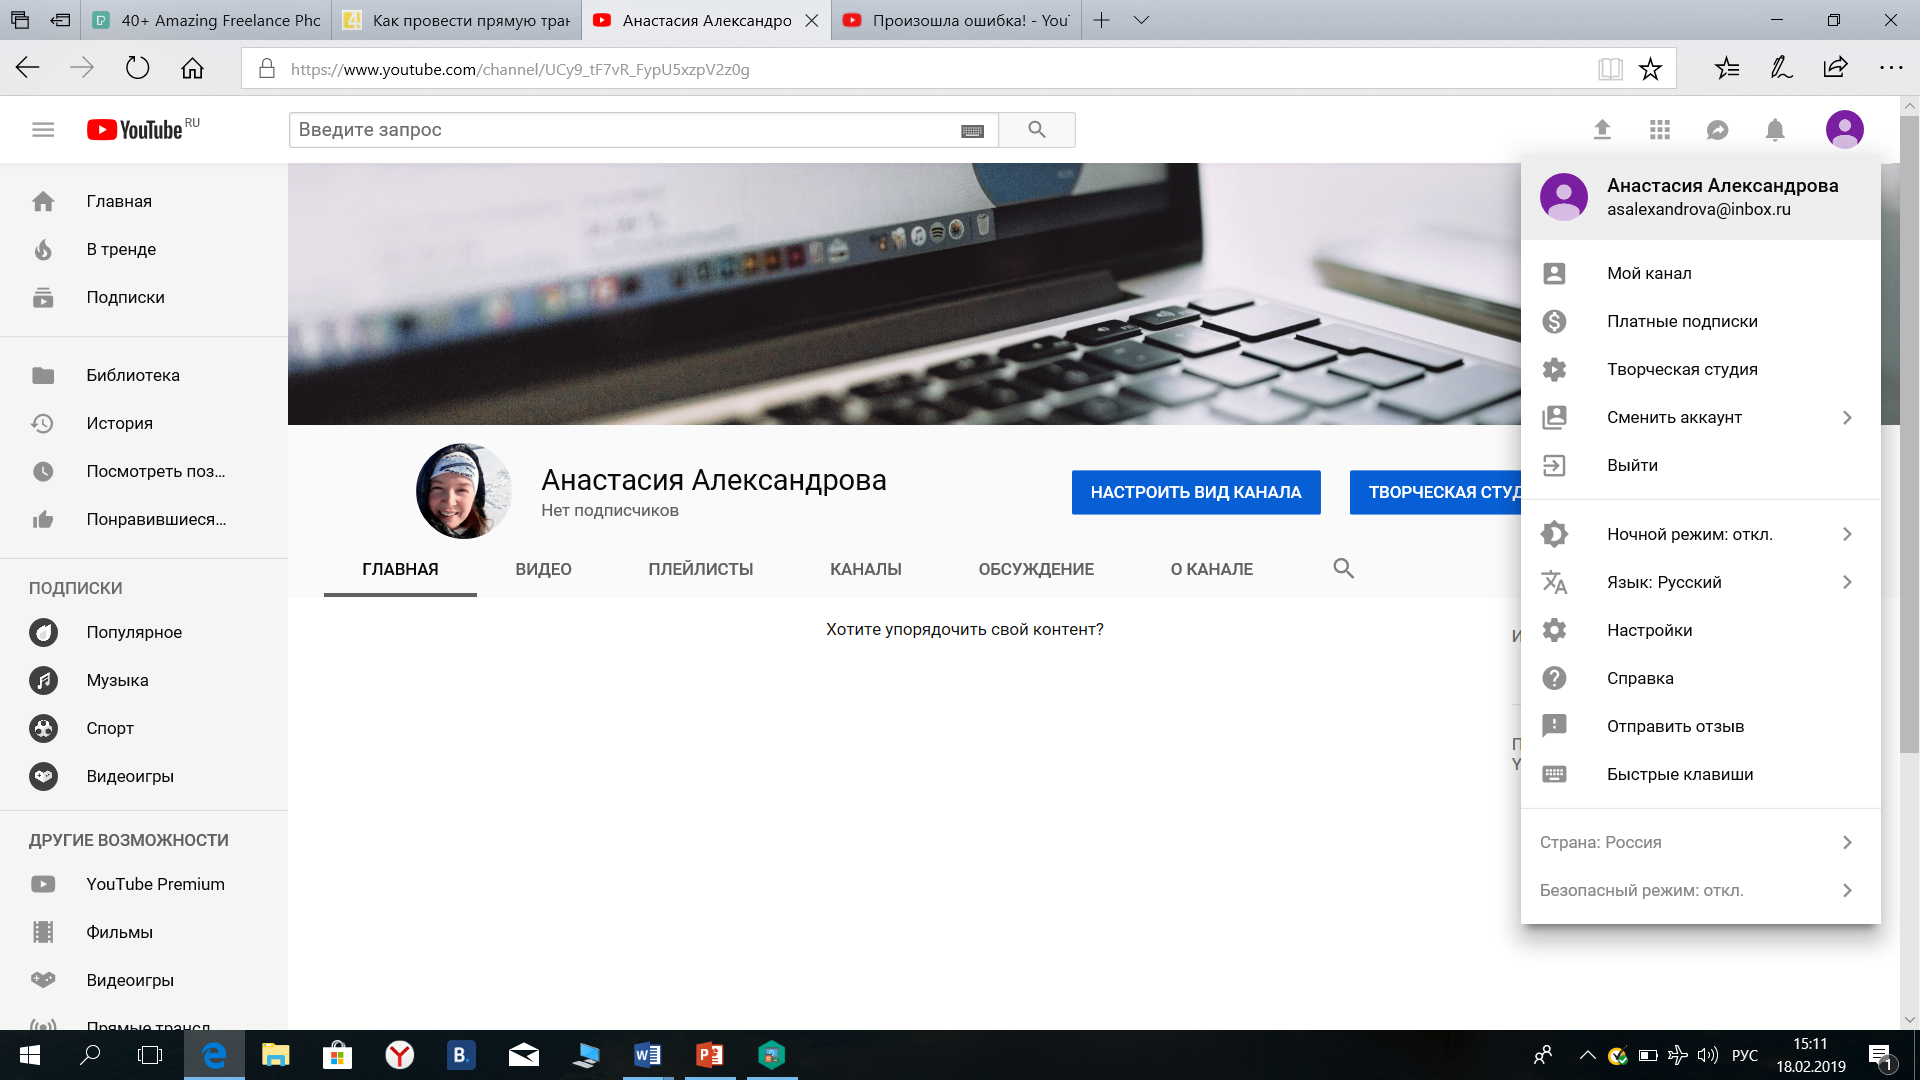 40+ Amazing Freelance Phc
Как провести прямую тран
Анастасия Александро
Произошла ошибка! - You
https://www.youtube.com/channel/UCy9_tF7vR_FypU5xzpV2z0g
YouTube RU
Введите запрос
Главная
В тренде
Подписки
Библиотека
История
Посмотреть поз...
Понравившиеся...
ПОДПИСКИ
Популярное
Музыка
Спорт
Видеоигры
ДРУГИЕ ВОЗМОЖНОСТИ
YouTube Premium
Фильмы
Видеоигры
Прямые трансл
Анастасия Александрова
Нет подписчиков
НАСТРОИТЬ ВИД КАНАЛА
ТВОРЧЕСКАЯ СТУД
ГЛАВНАЯ
ВИДЕО
ПЛЕЙЛИСТЫ
КАНАЛЫ
ОБСУЖДЕНИЕ
О КАНАЛЕ
Хотите упорядочить свой контент?
Анастасия Александрова
asalexandrova@inbox.ru
Мой канал
Платные подписки
Творческая студия
Сменить аккаунт
Выйти
Ночной режим: откл.
Язык: Русский
Настройки
Справка
Отправить отзыв
Быстрые клавиши
Страна: Россия
Безопасный режим: откл.
РУС
15:11
18.02.2019
1